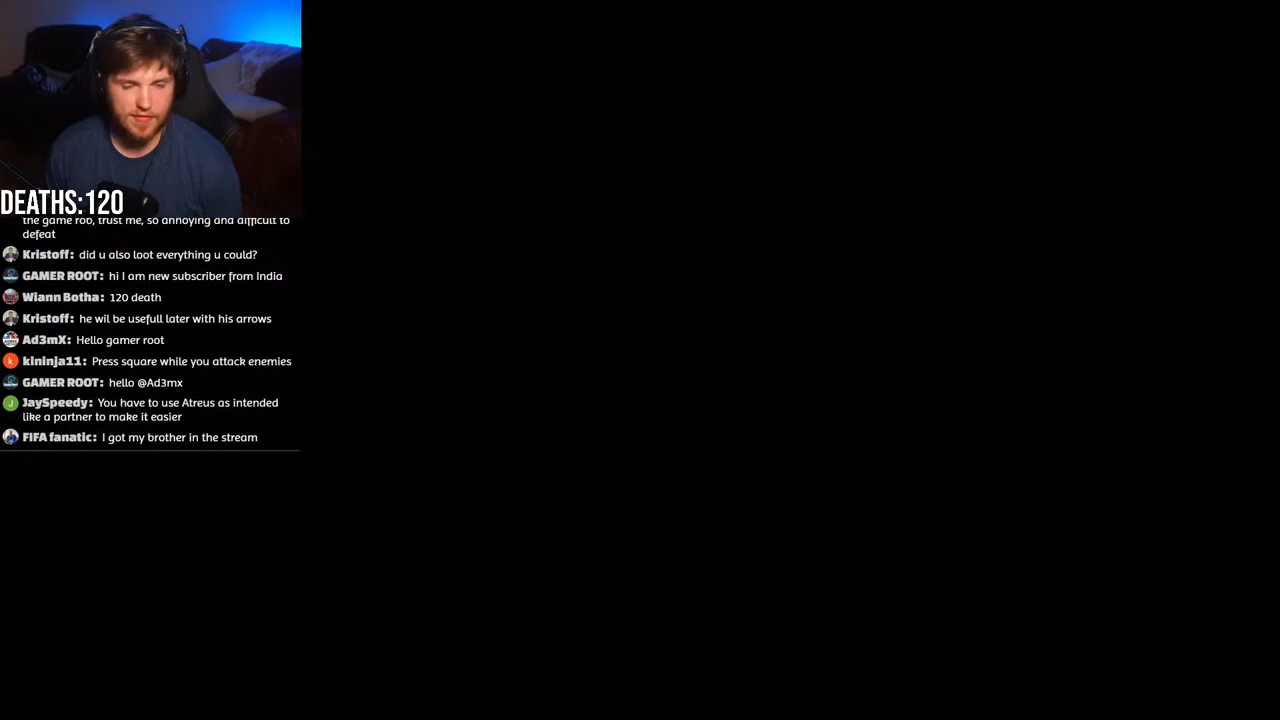 DEATHS:120
the game rob, trust me, so annoying and difficult to
defeat
Kristoff: did u also loot everything u could?
GAMER ROOT: hi I am new subscriber from India
Wiann Botha: 120 death
Kristoff: he wil be usefull later with his arrows
Ad3mX: Hello gamer root
k kininja11: Press square while you attack enemies
GAMER ROOT: hello @Ad3mx
J JaySpeedy: You have to use Atreus as intended
like a partner to make it easier
FIFA fanatic: I got my brother in the stream